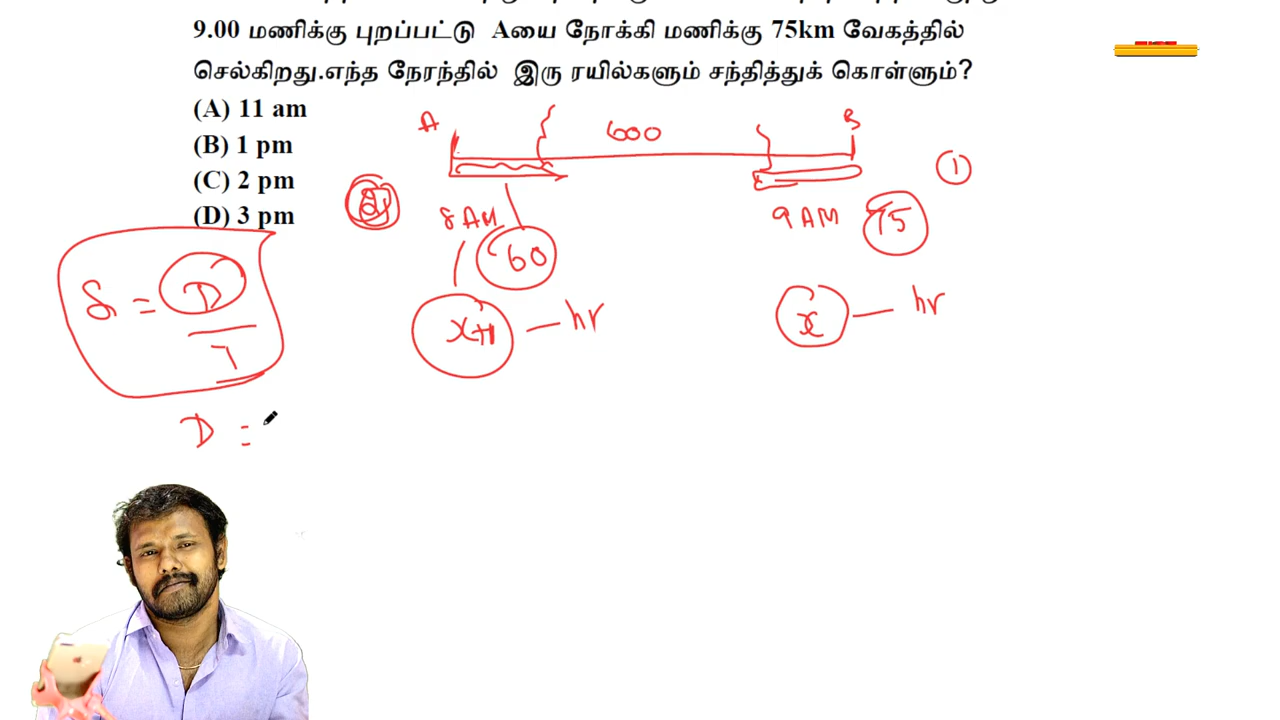 9.00 மணிக்கு புறப்பட்டு Aயை நோக்கி மணிக்கு 75km வேகத்தில்
செல்கிறது.எந்த நேரந்தில் இரு ரயில்களும் சந்தித்துக் கொள்ளும்?
(A) 11 am
(B) 1 pm
(C) 2 pm
(D) 3 pm
A 600 B
①
8 AM 9 AM 75
60
S = D / T
x+1 — hr x — hr
D =